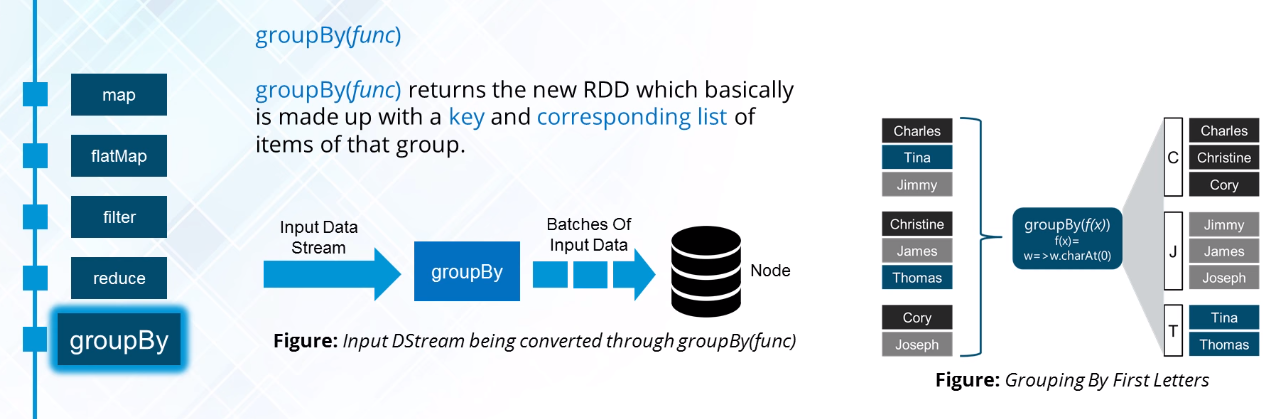 groupBy(func)
map
flatMap
filter
reduce
groupBy
groupBy(func) returns the new RDD which basically
is made up with a key and corresponding list of
items of that group.
Input Data
Stream
groupBy
Batches Of
Input Data
Node
Figure: Input DStream being converted through groupBy(func)
Charles
Tina
Jimmy
Christine
James
Thomas
Cory
Joseph
groupBy(f(x))
f(x)=
w=>w.charAt(0)
C
Charles
Christine
Cory
J
Jimmy
James
Joseph
T
Tina
Thomas
Figure: Grouping By First Letters